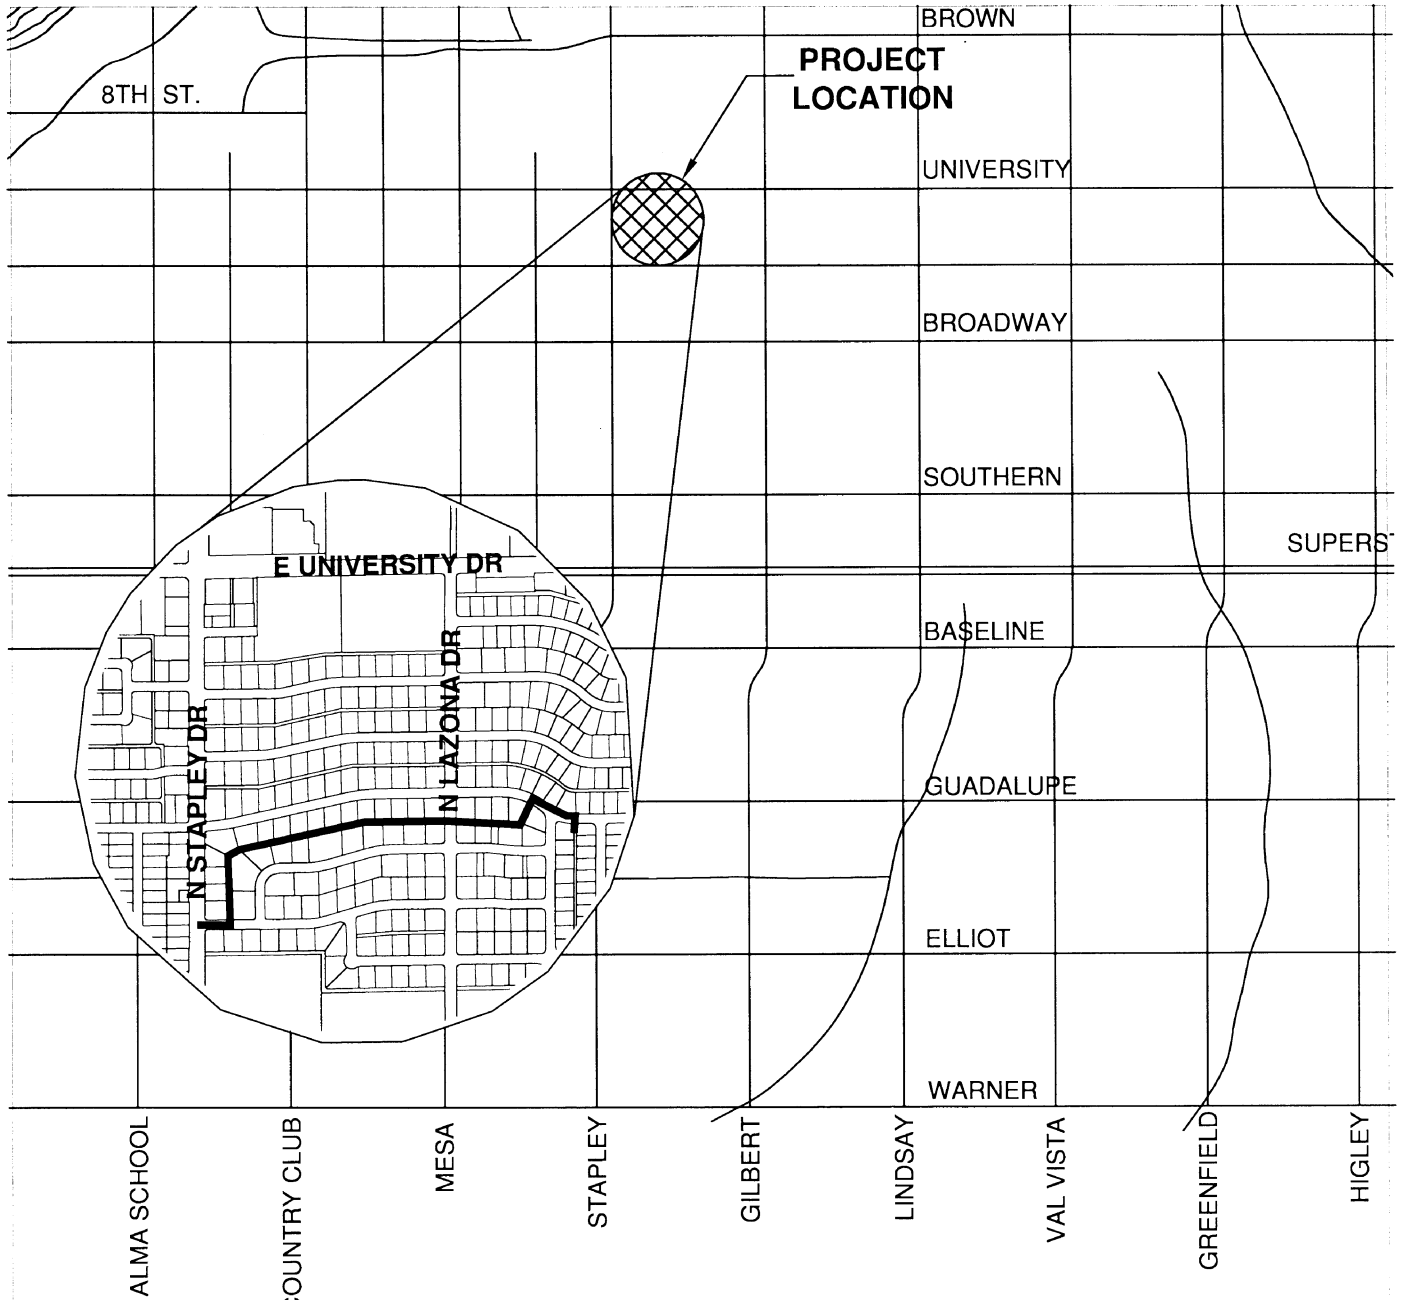 BROWN
PROJECT
LOCATION
8TH ST.
UNIVERSITY
BROADWAY
SOUTHERN
SUPERST
E UNIVERSITY DR
BASELINE
N LAZONA DR
N STAPLEY DR
GUADALUPE
ELLIOT
WARNER
ALMA SCHOOL
COUNTRY CLUB
MESA
STAPLEY
GILBERT
LINDSAY
VAL VISTA
GREENFIELD
HIGLEY